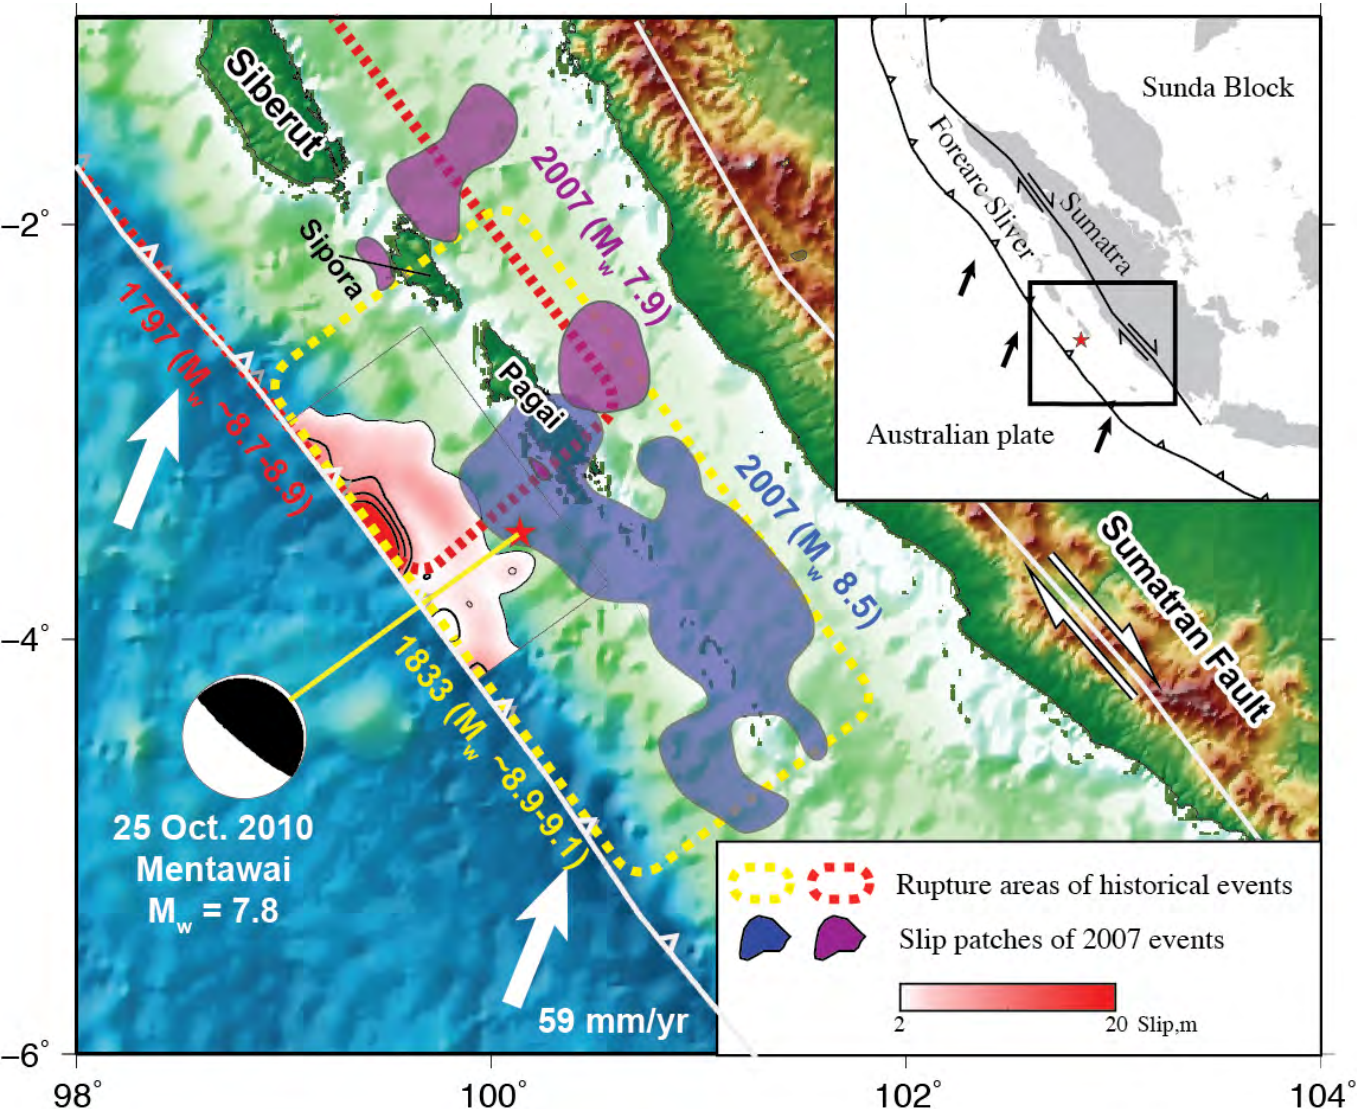 Siberut
Sipora
Pagai
2007 (Mw 7.9)
2007 (Mw 8.5)
1797 (Mw ~8.7-8.9)
1833 (Mw ~8.9-9.1)
Sumatran Fault
Sunda Block
Forearc Sliver
Sumatra
Australian plate
25 Oct. 2010
Mentawai
Mw = 7.8
59 mm/yr
Rupture areas of historical events
Slip patches of 2007 events
2
20 Slip,m
−2°
−4°
−6°
98°
100°
102°
104°